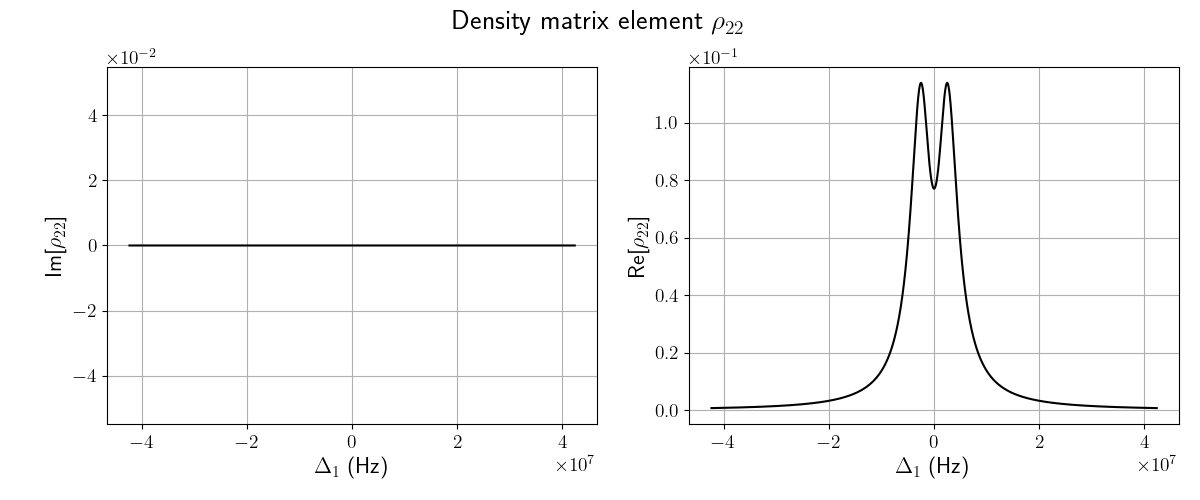 Density matrix element ρ₂₂
×10⁻²
4
2
0
−2
−4
Im[ρ₂₂]
−4 −2 0 2 4
×10⁷
Δ₁ (Hz)
×10⁻¹
1.0
0.8
0.6
0.4
0.2
0.0
Re[ρ₂₂]
−4 −2 0 2 4
×10⁷
Δ₁ (Hz)